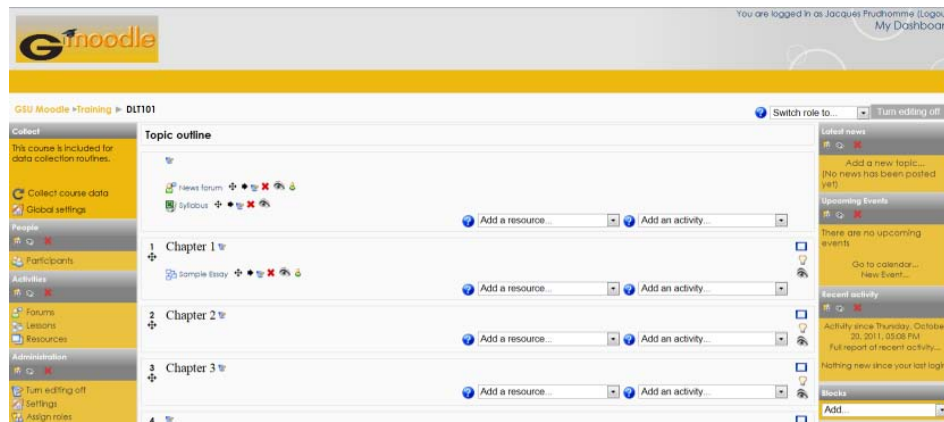 Gmoodle
You are logged in as Jacques Prudhomme (Logou
My Dashboar
GSU Moodle ►Training ► DLT101
Switch role to...
Turn editing off
Collect
This course is included for
data collection routines.
Collect course data
Global settings
People
Participants
Activities
Forums
Lessons
Resources
Administration
Turn editing off
Settings
Assign roles
Topic outline
News forum
Syllabus
Add a resource...
Add an activity...
1 Chapter 1
Sample Essay
Add a resource...
Add an activity...
2 Chapter 2
Add a resource...
Add an activity...
3 Chapter 3
Add a resource...
Add an activity...
4
Latest news
Add a new topic...
(No news has been posted
yet)
Upcoming Events
There are no upcoming
events
Go to calendar...
New Event...
Recent activity
Activity since Thursday, Octobe
20, 2011, 05:08 PM
Full report of recent activity...
Nothing new since your last login
Blocks
Add...